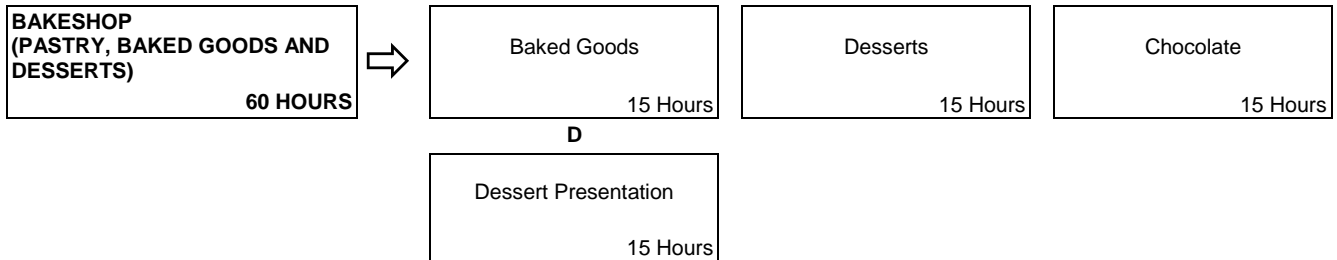 BAKESHOP
(PASTRY, BAKED GOODS AND
DESSERTS)
60 HOURS
Baked Goods
15 Hours
Desserts
15 Hours
Chocolate
15 Hours
D
Dessert Presentation
15 Hours